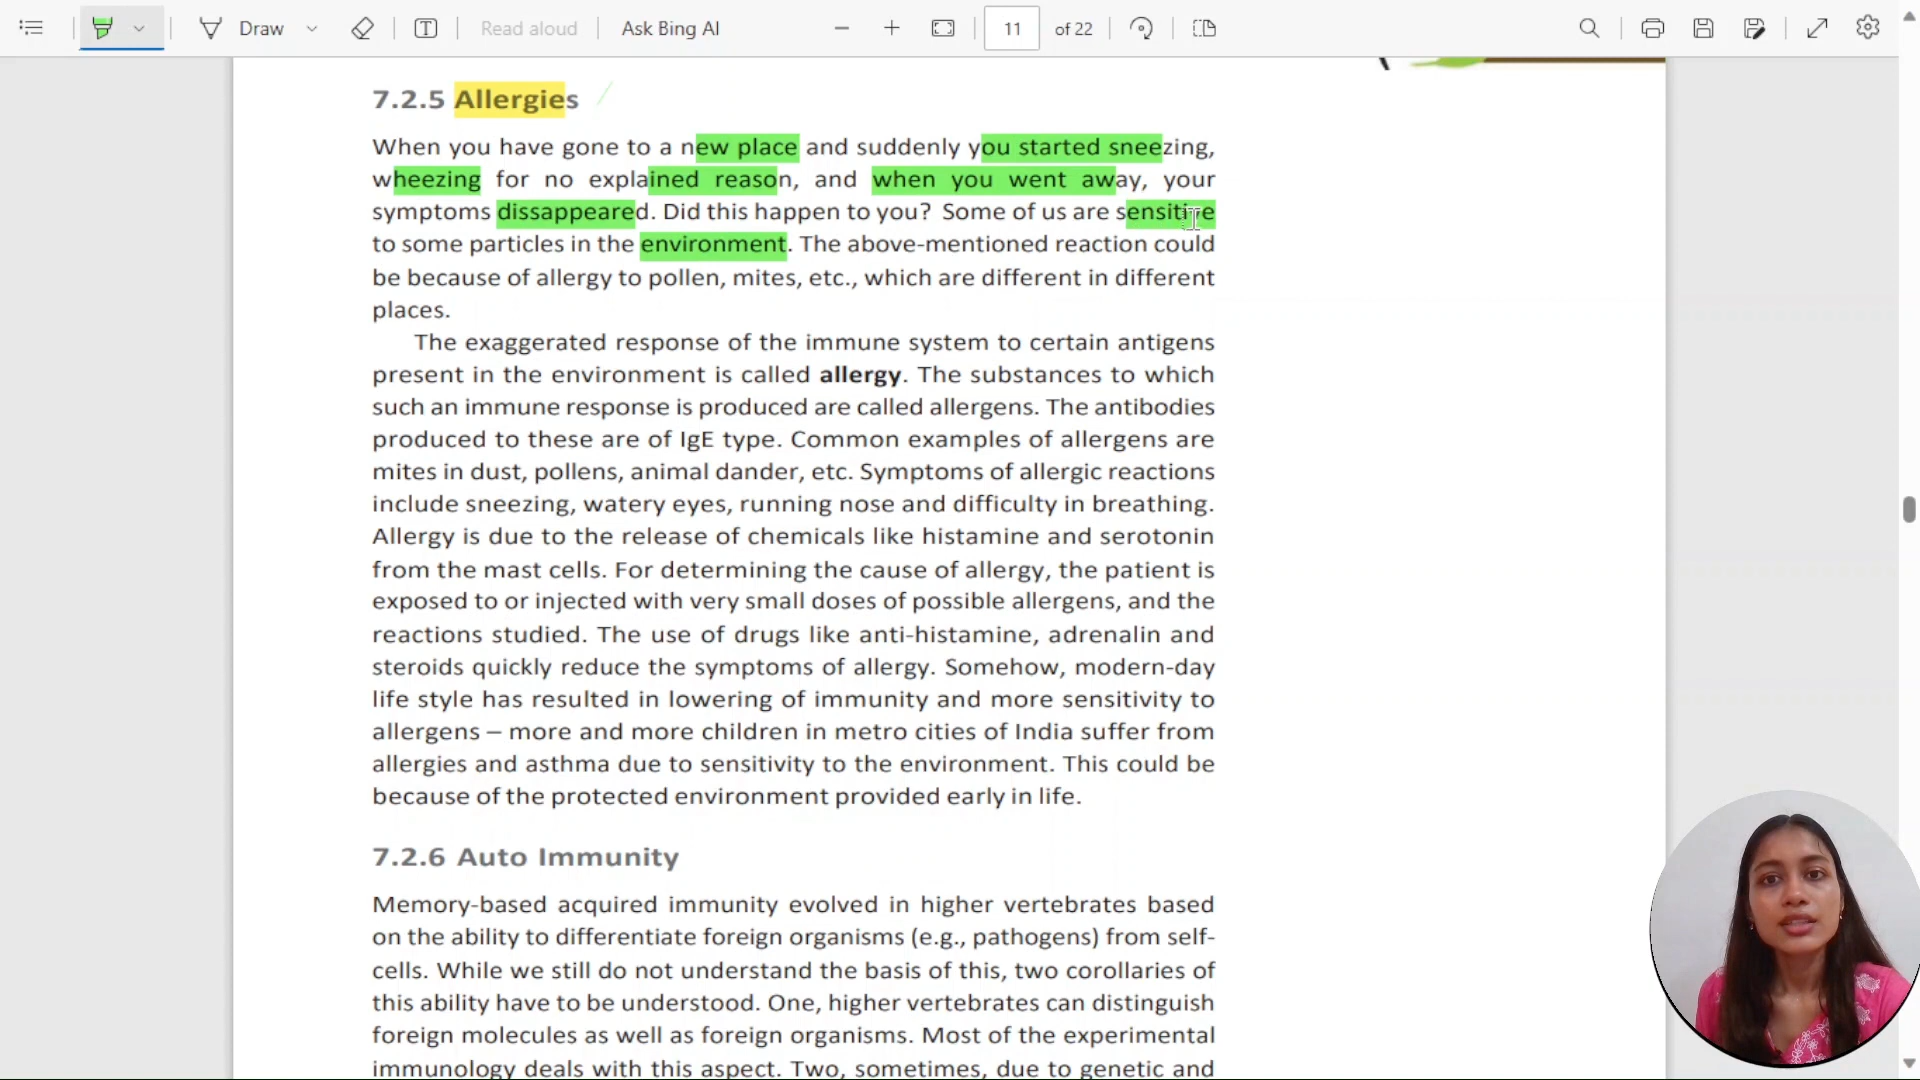 Draw
Read aloud
Ask Bing AI
11
of 22
7.2.5 Allergies
When you have gone to a new place and suddenly you started sneezing,
wheezing for no explained reason, and when you went away, your
symptoms dissappeared. Did this happen to you? Some of us are sensitive
to some particles in the environment. The above-mentioned reaction could
be because of allergy to pollen, mites, etc., which are different in different
places.
The exaggerated response of the immune system to certain antigens
present in the environment is called allergy. The substances to which
such an immune response is produced are called allergens. The antibodies
produced to these are of IgE type. Common examples of allergens are
mites in dust, pollens, animal dander, etc. Symptoms of allergic reactions
include sneezing, watery eyes, running nose and difficulty in breathing.
Allergy is due to the release of chemicals like histamine and serotonin
from the mast cells. For determining the cause of allergy, the patient is
exposed to or injected with very small doses of possible allergens, and the
reactions studied. The use of drugs like anti-histamine, adrenalin and
steroids quickly reduce the symptoms of allergy. Somehow, modern-day
life style has resulted in lowering of immunity and more sensitivity to
allergens – more and more children in metro cities of India suffer from
allergies and asthma due to sensitivity to the environment. This could be
because of the protected environment provided early in life.
7.2.6 Auto Immunity
Memory-based acquired immunity evolved in higher vertebrates based
on the ability to differentiate foreign organisms (e.g., pathogens) from self-
cells. While we still do not understand the basis of this, two corollaries of
this ability have to be understood. One, higher vertebrates can distinguish
foreign molecules as well as foreign organisms. Most of the experimental
immunology deals with this aspect. Two, sometimes, due to genetic and